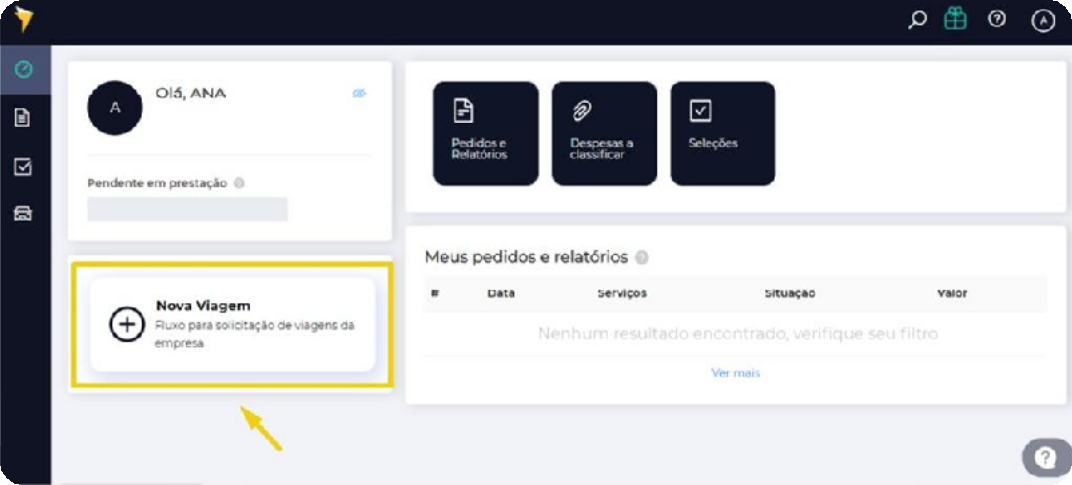 A
Olá, ANA
A
Pendente em prestação
Nova Viagem
Fluxo para solicitação de viagens da
empresa
Pedidos e
Relatórios
Despesas a
classificar
Seleções
Meus pedidos e relatórios
# Data Serviços Situação Valor
Nenhum resultado encontrado, verifique seu filtro
Ver mais